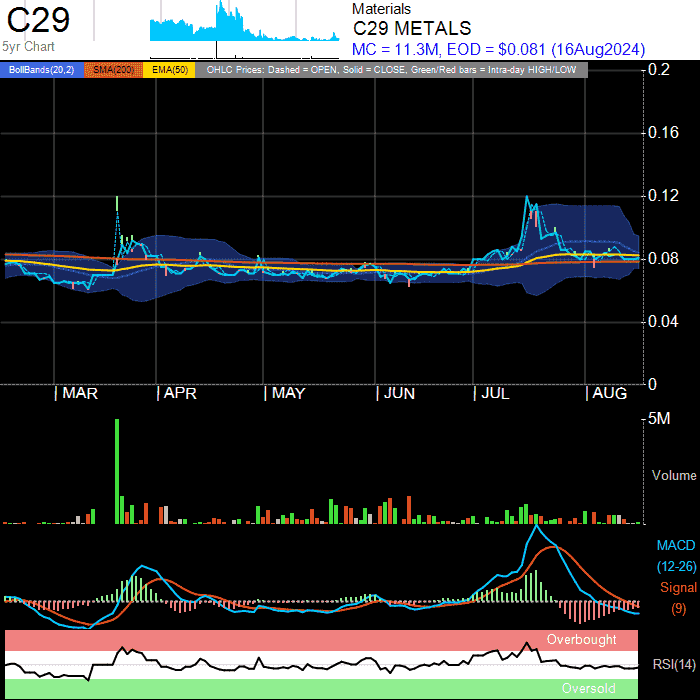 C29
5yr Chart
Materials
C29 METALS
MC = 11.3M, EOD = $0.081 (16Aug2024)
BollBands(20,2) SMA(200) EMA(50) OHLC Prices: Dashed = OPEN, Solid = CLOSE, Green/Red bars = Intra-day HIGH/LOW
0.2
0.16
0.12
0.08
0.04
0
MAR APR MAY JUN JUL AUG
5M
Volume
MACD
(12-26)
Signal
(9)
Overbought
RSI(14)
Oversold